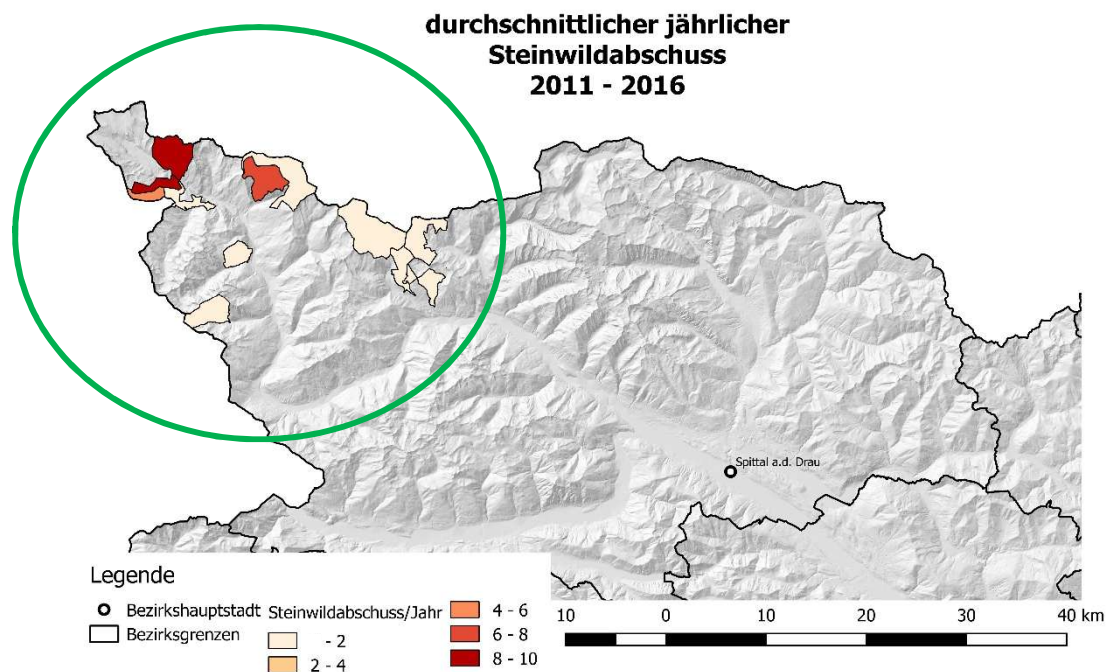 durchschnittlicher jährlicher
Steinwildabschuss
2011 - 2016
Spittal a.d. Drau
Legende
Bezirkshauptstadt
Bezirksgrenzen
Steinwildabschuss/Jahr
- 2
2 - 4
4 - 6
6 - 8
8 - 10
10 0 10 20 30 40 km